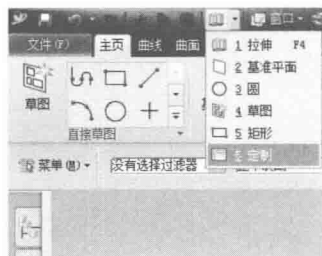 窗口
文件(F) 主页 曲线 曲面
1 拉伸 F4
2 基准平面
3 圆
4 草图
5 矩形
6 定制
草图
直接草图
菜单(M) 没有选择过滤器